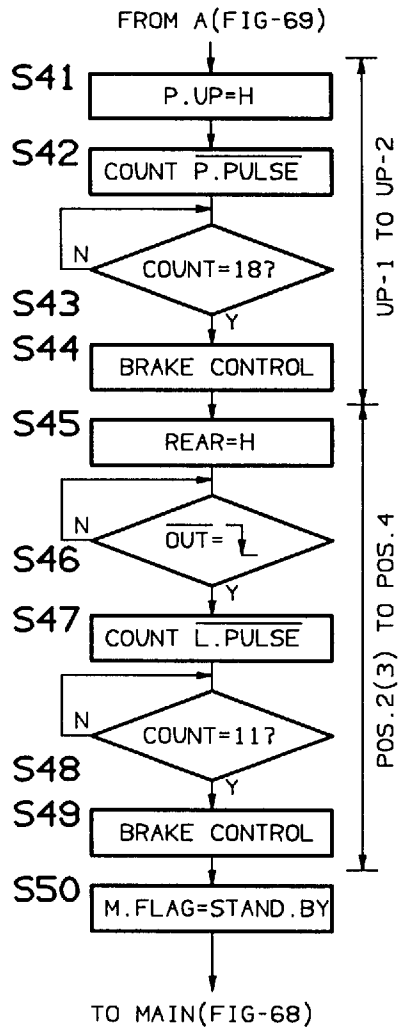 FROM A(FIG-69)
S41
P.UP=H
S42
COUNT P.PULSE
N
COUNT=18?
S43
Y
S44
BRAKE CONTROL
UP-1 TO UP-2
S45
REAR=H
N
OUT=
S46
Y
S47
COUNT L.PULSE
N
COUNT=11?
S48
Y
S49
BRAKE CONTROL
POS.2(3) TO POS.4
S50
M.FLAG=STAND.BY
TO MAIN(FIG-68)